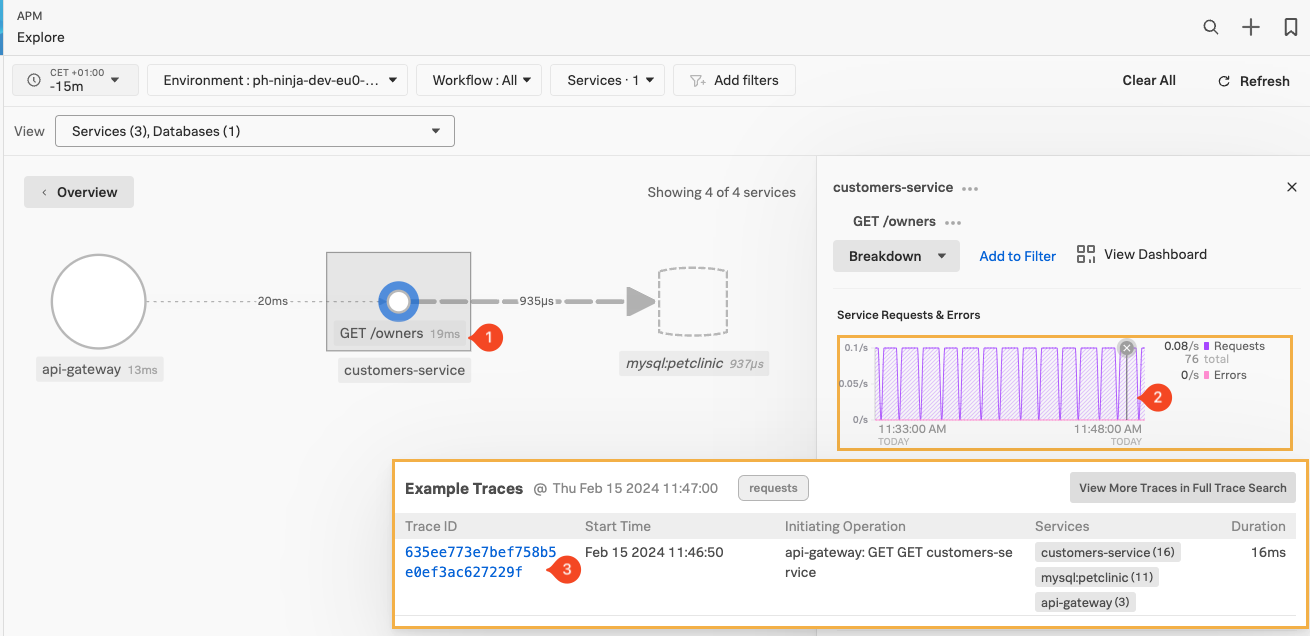 APM
Explore
CET +01:00
-15m
Environment : ph-ninja-dev-eu0-...
Workflow : All
Services · 1
Add filters
Clear All
Refresh
View
Services (3), Databases (1)
‹ Overview
Showing 4 of 4 services
20ms
935µs
GET /owners 19ms
1
api-gateway 13ms
customers-service
mysql:petclinic 937µs
customers-service
GET /owners
Breakdown
Add to Filter
View Dashboard
Service Requests & Errors
0.1/s
0.05/s
0/s
11:33:00 AM
TODAY
11:48:00 AM
TODAY
0.08/s Requests
76 total
0/s Errors
2
Example Traces @ Thu Feb 15 2024 11:47:00 requests
View More Traces in Full Trace Search
Trace ID Start Time Initiating Operation Services Duration
635ee773e7bef758b5 Feb 15 2024 11:46:50 api-gateway: GET GET customers-se customers-service (16) 16ms
e0ef3ac627229f 3 rvice mysql:petclinic (11)
api-gateway (3)